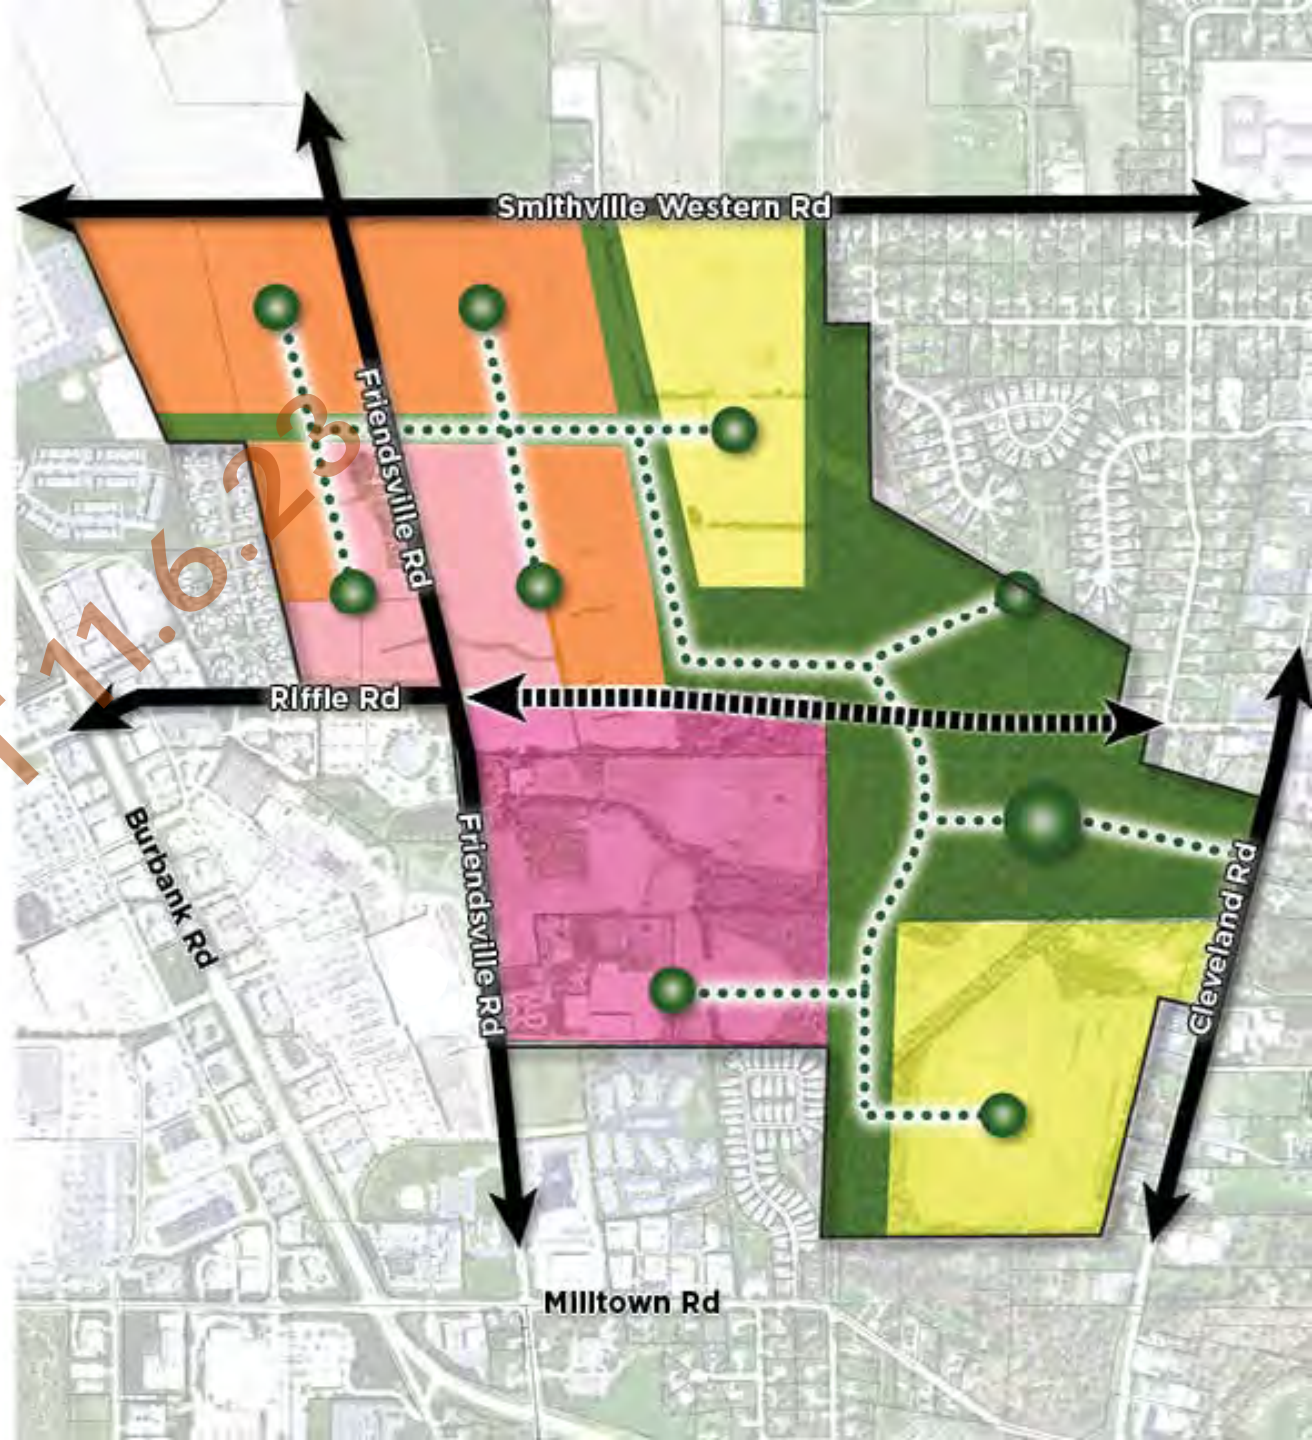 Smithville Western Rd
Friendsville Rd
11.6.23
Riffle Rd
Burbank Rd
Friendsville Rd
Cleveland Rd
Milltown Rd